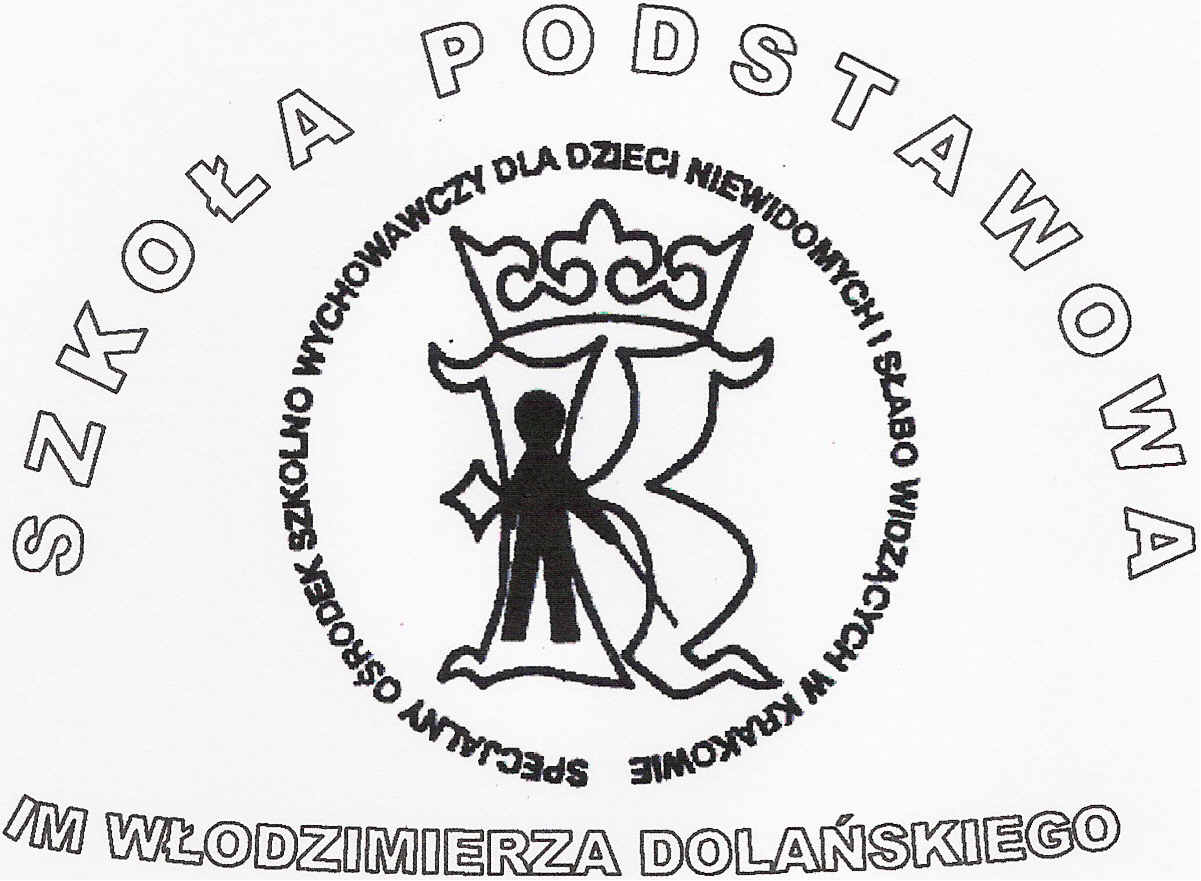 SZKOŁA PODSTAWOWA
SPECJALNY OŚRODEK SZKOLNO WYCHOWAWCZY DLA DZIECI NIEWIDOMYCH I SŁABO WIDZĄCYCH W KRAKOWIE
IM WŁODZIMIERZA DOLAŃSKIEGO